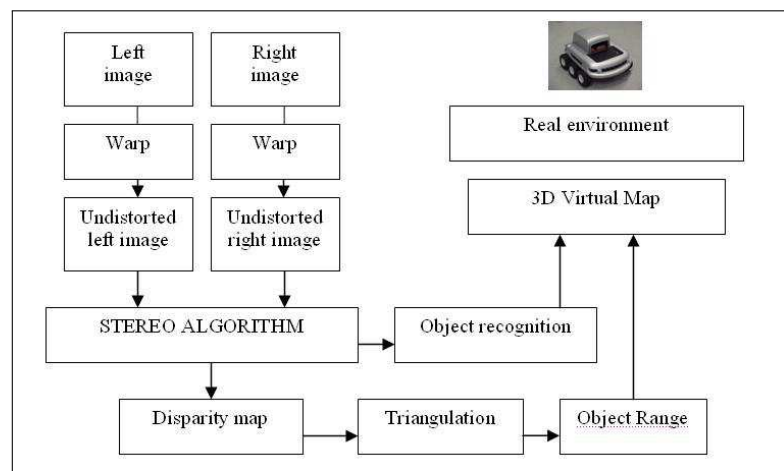 Left
image
Right
image
Real environment
Warp
Warp
3D Virtual Map
Undistorted
left image
Undistorted
right image
STEREO ALGORITHM
Object recognition
Disparity map
Triangulation
Object Range